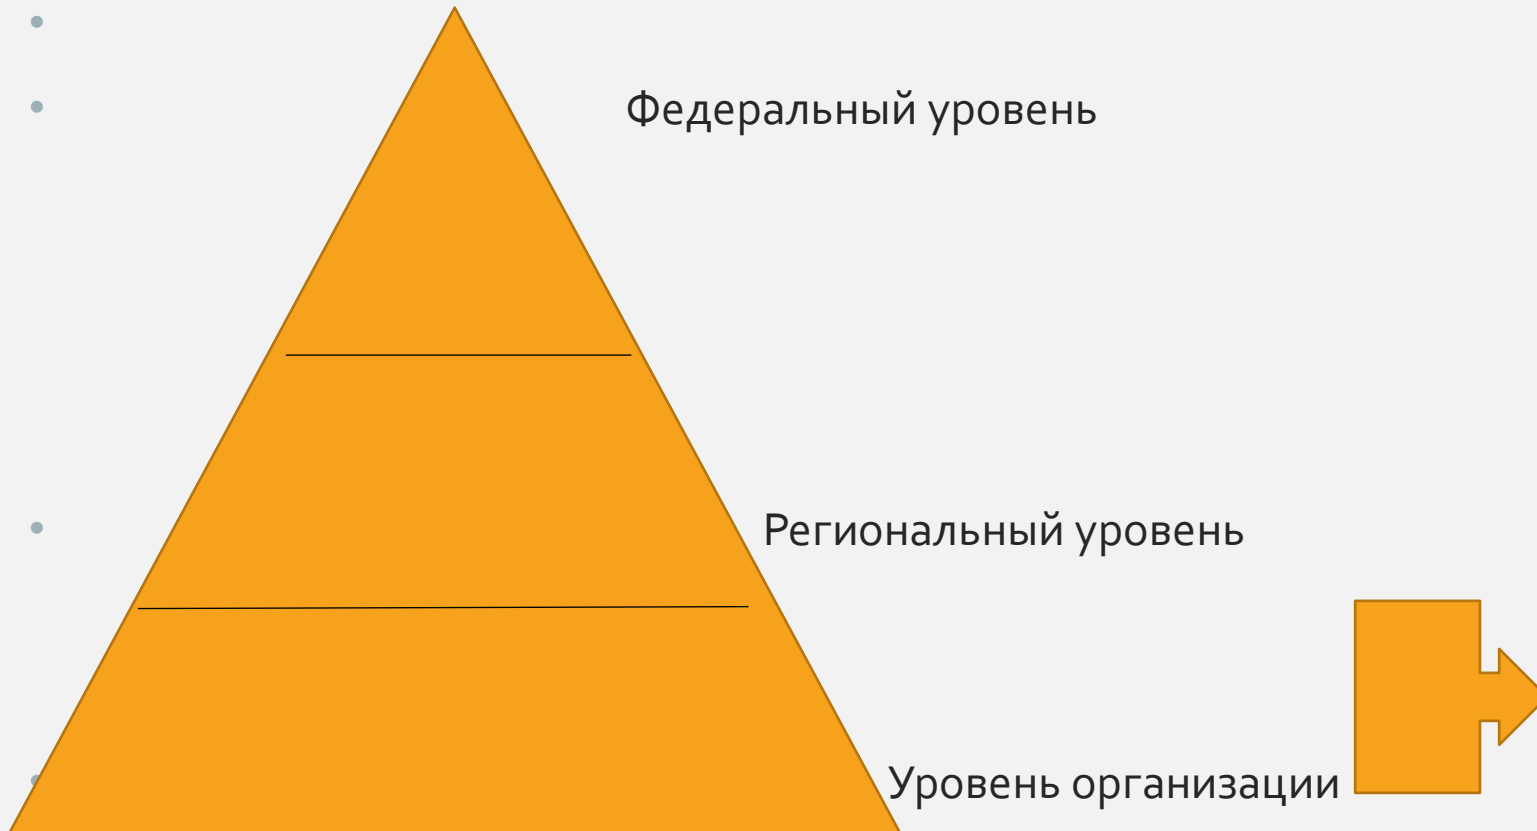 Федеральный уровень
Региональный уровень
Уровень организации